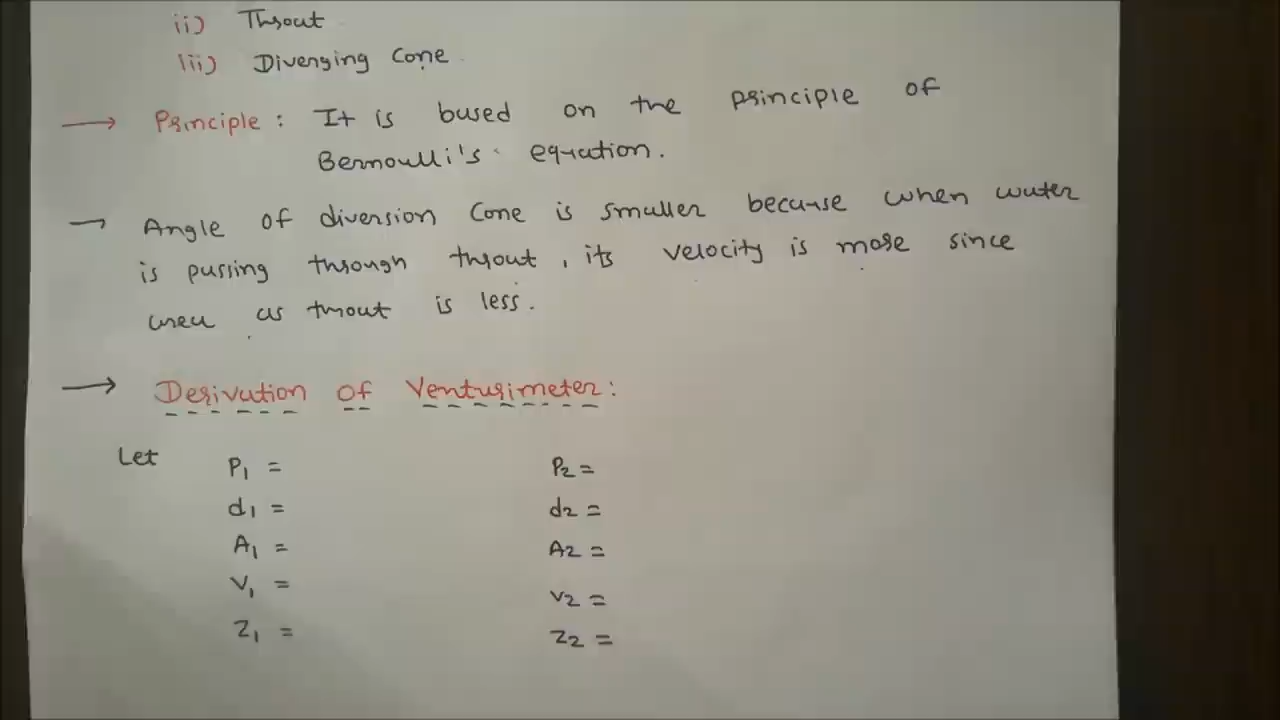 ii) Throat
iii) Diverging Cone
→ Principle : It is based on the principle of
Bernoulli's equation.
→ Angle of diversion Cone is smaller because when water
is passing through throat, its velocity is more since
area as throat is less.
→ Derivation of Venturimeter:
Let P₁ = P₂ =
d₁ = d₂ =
A₁ = A₂ =
V₁ = V₂ =
Z₁ = Z₂ =